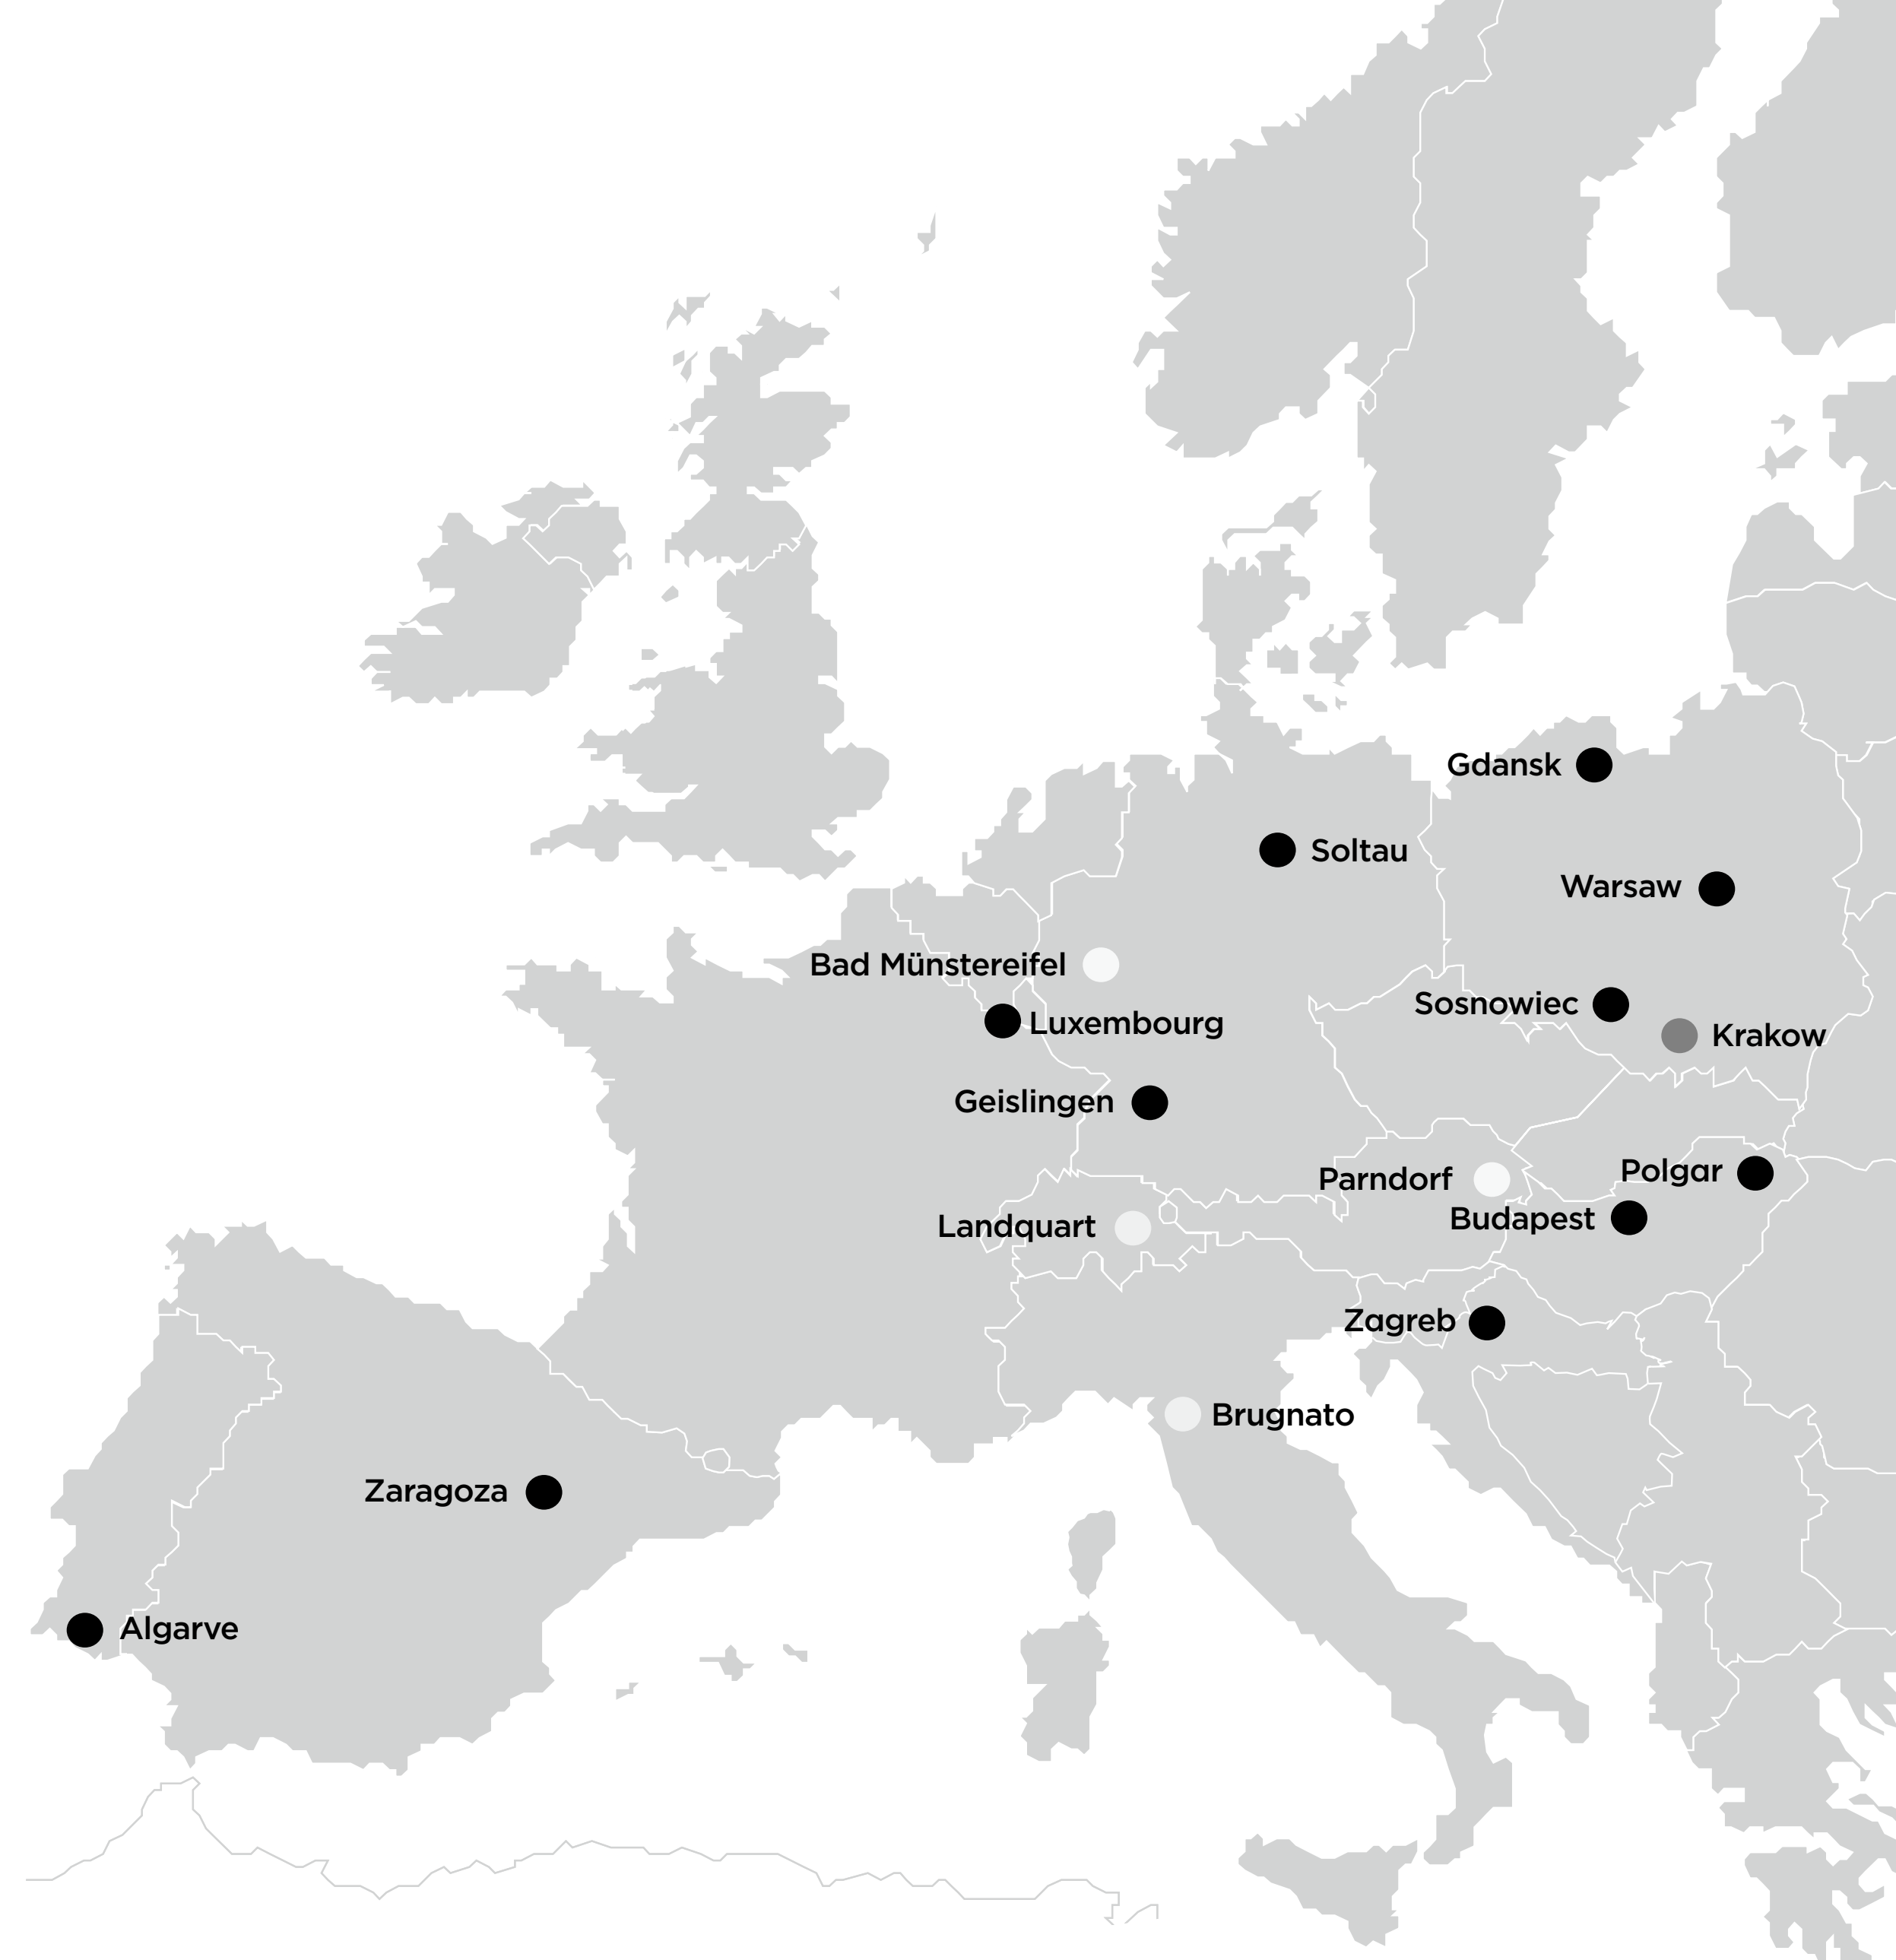 Gdansk
Soltau
Warsaw
Bad Münstereifel
Sosnowiec
Luxembourg
Krakow
Geislingen
Polgar
Parndorf
Budapest
Landquart
Zagreb
Brugnato
Zaragoza
Algarve